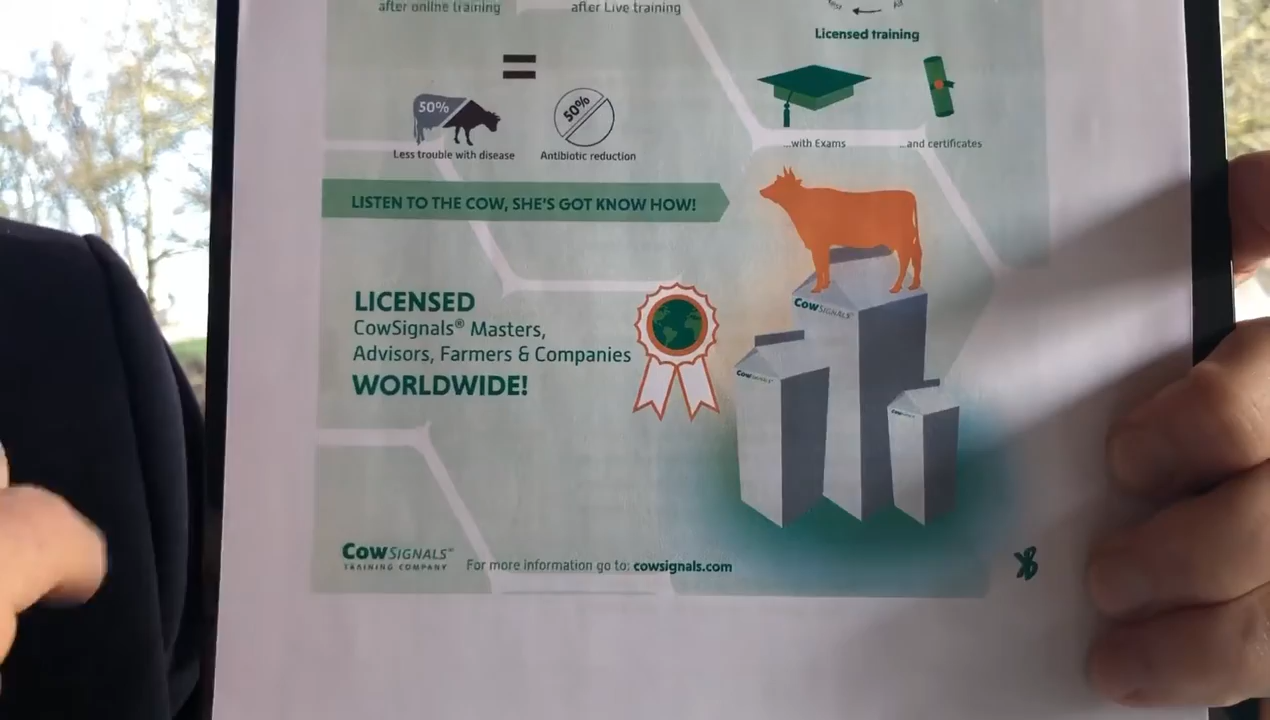 after online training
after Live training
Licensed training
50%
50%
Less trouble with disease
Antibiotic reduction
...with Exams
...and certificates
LISTEN TO THE COW, SHE'S GOT KNOW HOW!
LICENSED
CowSignals® Masters,
Advisors, Farmers & Companies
WORLDWIDE!
CowSIGNALS®
CowSIGNALS®
CowSIGNALS®
TRAINING COMPANY
For more information go to: cowsignals.com